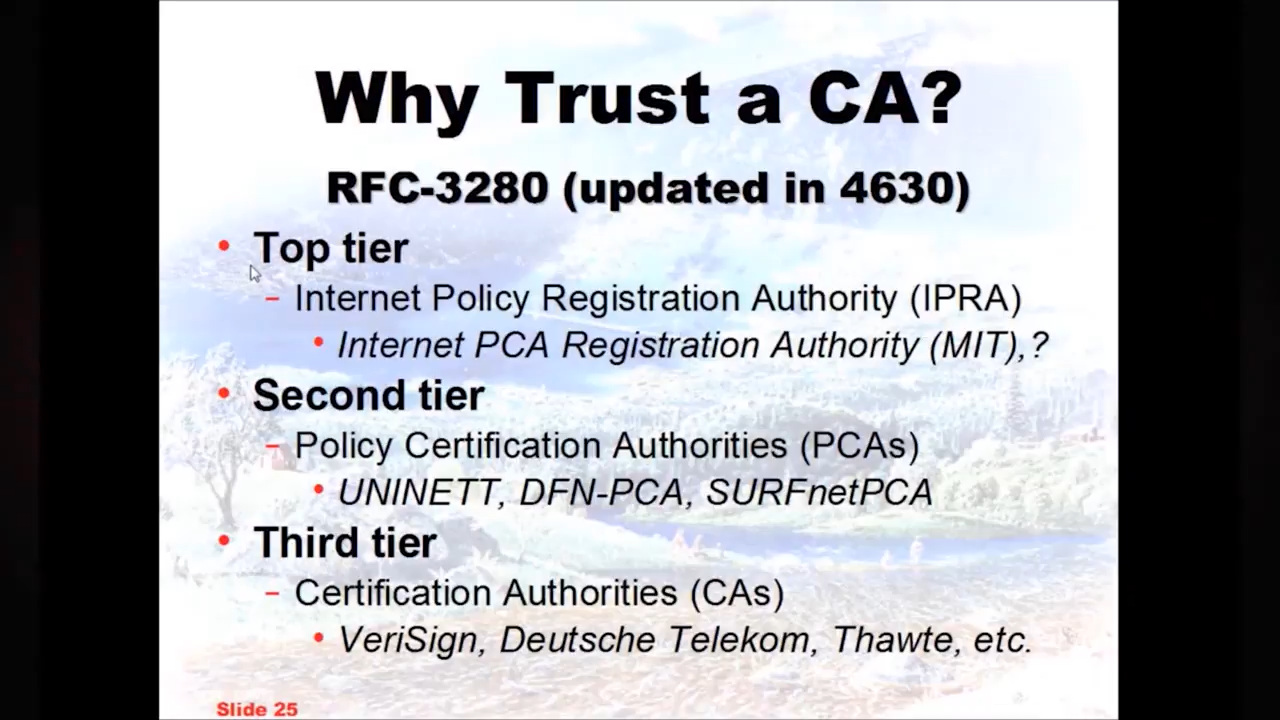 Why Trust a CA?
RFC-3280 (updated in 4630)
• Top tier
– Internet Policy Registration Authority (IPRA)
• Internet PCA Registration Authority (MIT),?
• Second tier
– Policy Certification Authorities (PCAs)
• UNINETT, DFN-PCA, SURFnetPCA
• Third tier
– Certification Authorities (CAs)
• VeriSign, Deutsche Telekom, Thawte, etc.
Slide 25